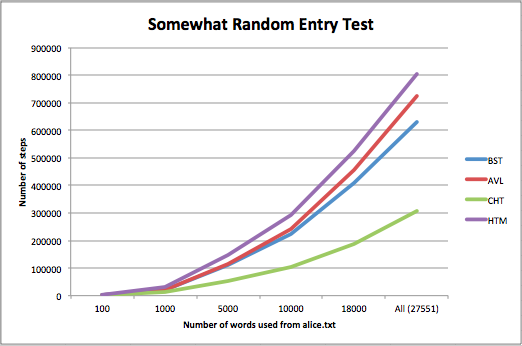 Somewhat Random Entry Test
900000
800000
700000
600000
500000
400000
300000
200000
100000
0
Number of steps
100 1000 5000 10000 18000 All (27551)
Number of words used from alice.txt
BST
AVL
CHT
HTM